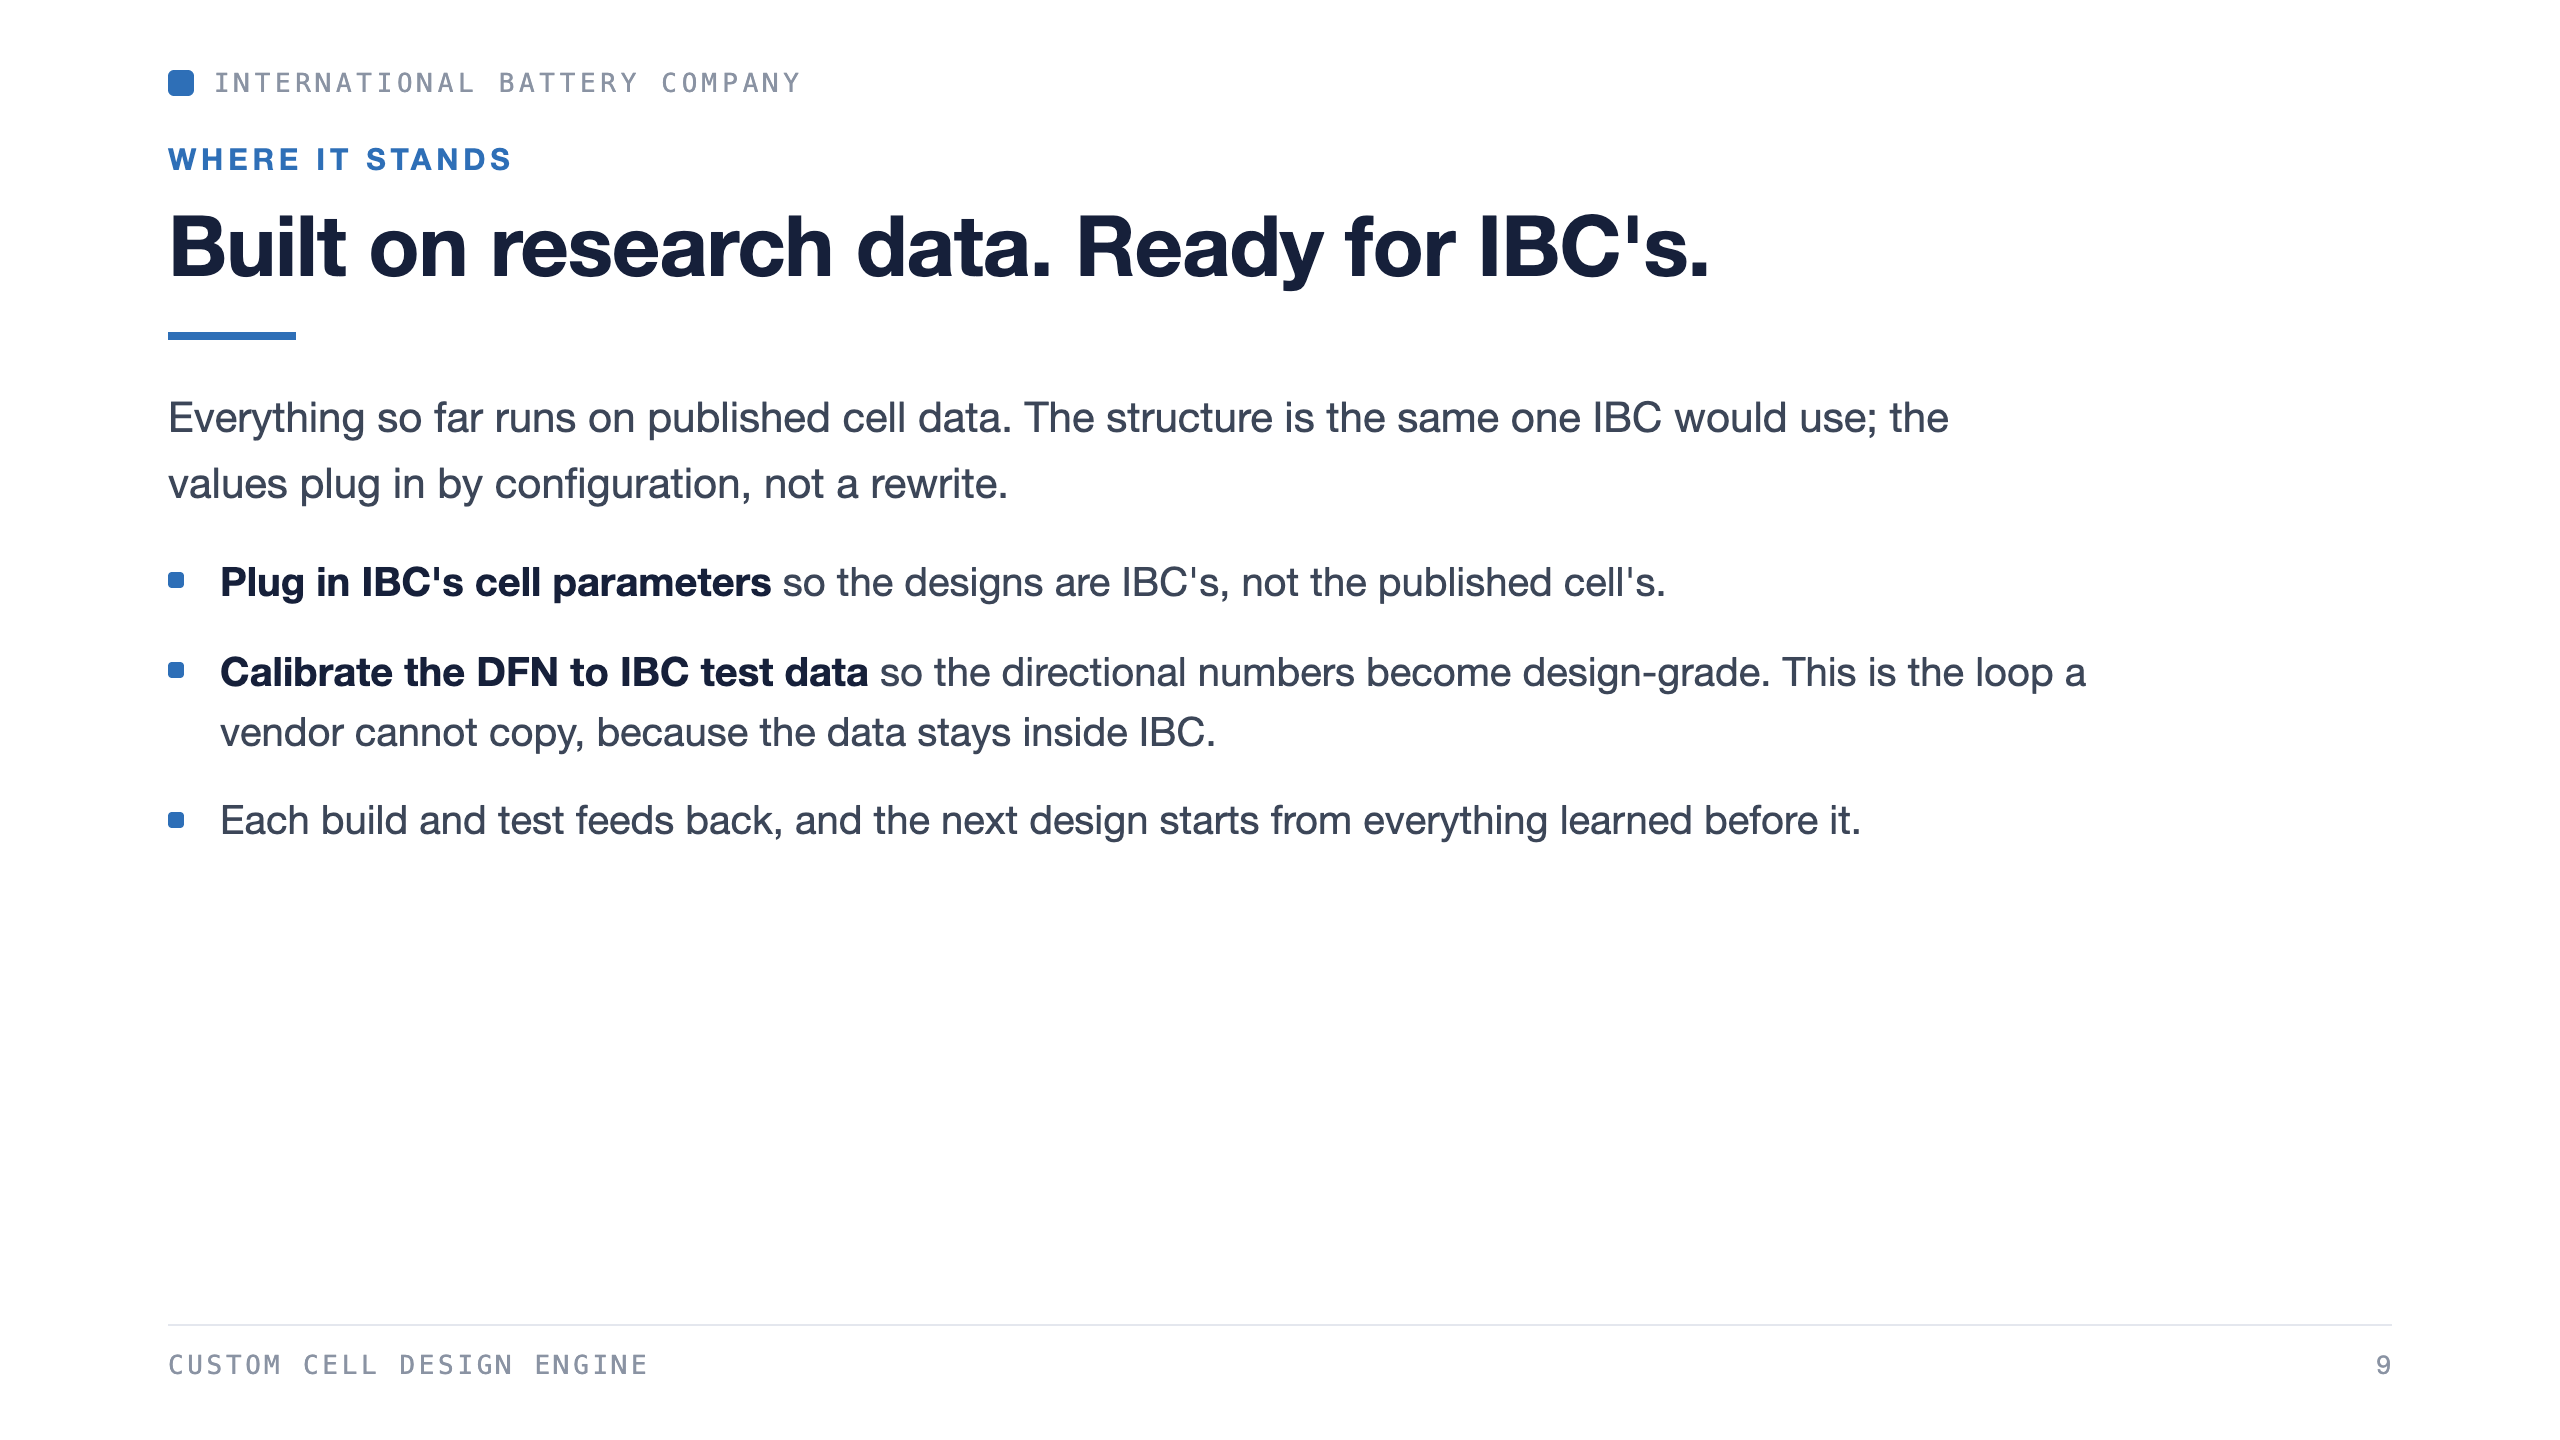 INTERNATIONAL BATTERY COMPANY
WHERE IT STANDS
Built on research data. Ready for IBC's.
Everything so far runs on published cell data. The structure is the same one IBC would use; the
values plug in by configuration, not a rewrite.
Plug in IBC's cell parameters so the designs are IBC's, not the published cell's.
Calibrate the DFN to IBC test data so the directional numbers become design-grade. This is the loop a
vendor cannot copy, because the data stays inside IBC.
Each build and test feeds back, and the next design starts from everything learned before it.
CUSTOM CELL DESIGN ENGINE
9